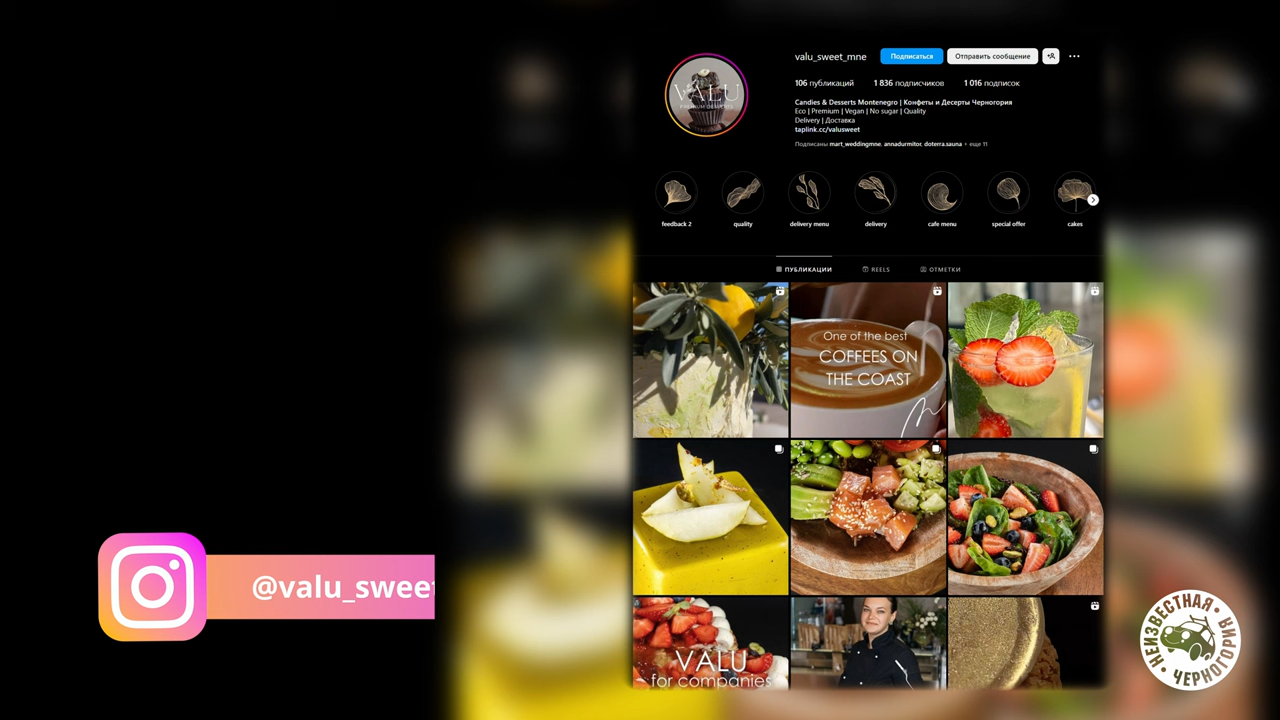 valu_sweet_mne
Подписаться
Отправить сообщение
106 публикаций
1 836 подписчиков
1 016 подписок
Candies & Desserts Montenegro | Конфеты и Десерты Черногория
Eco | Premium | Vegan | No sugar | Quality
Delivery | Доставка
taplink.cc/valusweet
Подписаны mart_weddingmne, annadurmitor, doterra.sauna + еще 11
VALU
feedback 2
quality
delivery menu
delivery
cafe menu
special offer
cakes
ПУБЛИКАЦИИ
REELS
ОТМЕТКИ
One of the best
COFFEES ON
THE COAST
VALU
for companies
@valu_sweet
НЕИЗВЕСТНАЯ
ЧЕРНОГОРИЯ